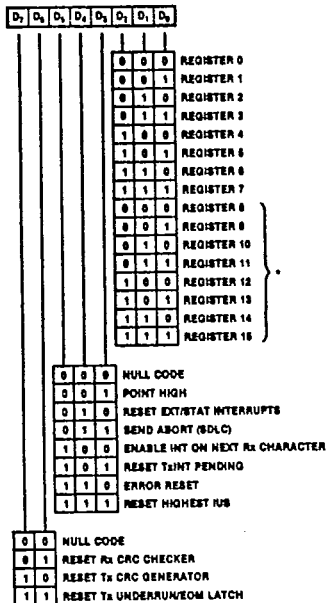 D7 D6 D5 D4 D3 D2 D1 D0
0 0 0 REGISTER 0
0 0 1 REGISTER 1
0 1 0 REGISTER 2
0 1 1 REGISTER 3
1 0 0 REGISTER 4
1 0 1 REGISTER 5
1 1 0 REGISTER 6
1 1 1 REGISTER 7
0 0 0 REGISTER 8
0 0 1 REGISTER 9
0 1 0 REGISTER 10
0 1 1 REGISTER 11
1 0 0 REGISTER 12
1 0 1 REGISTER 13
1 1 0 REGISTER 14
1 1 1 REGISTER 15
*
0 0 0 NULL CODE
0 0 1 POINT HIGH
0 1 0 RESET EXT/STAT INTERRUPTS
0 1 1 SEND ABORT (SDLC)
1 0 0 ENABLE INT ON NEXT Rx CHARACTER
1 0 1 RESET TxINT PENDING
1 1 0 ERROR RESET
1 1 1 RESET HIGHEST IUS
0 0 NULL CODE
0 1 RESET Rx CRC CHECKER
1 0 RESET Tx CRC GENERATOR
1 1 RESET Tx UNDERRUN/EOM LATCH